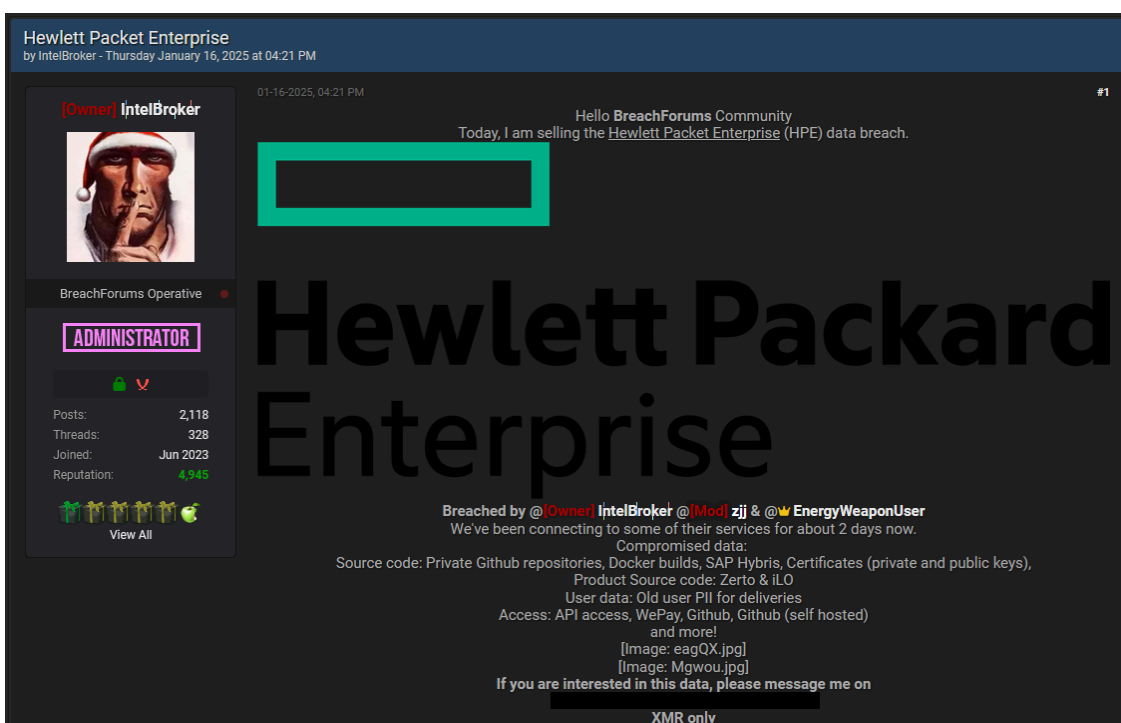 Hewlett Packet Enterprise
by IntelBroker - Thursday January 16, 2025 at 04:21 PM
[Owner] IntelBroker
BreachForums Operative
ADMINISTRATOR
Posts: 2,118
Threads: 328
Joined: Jun 2023
Reputation: 4,945
View All
01-16-2025, 04:21 PM #1
Hello BreachForums Community
Today, I am selling the Hewlett Packet Enterprise (HPE) data breach.
Hewlett Packard
Enterprise
Breached by @[Owner] IntelBroker @[Mod] zjj & @EnergyWeaponUser
We've been connecting to some of their services for about 2 days now.
Compromised data:
Source code: Private Github repositories, Docker builds, SAP Hybris, Certificates (private and public keys),
Product Source code: Zerto & iLO
User data: Old user PII for deliveries
Access: API access, WePay, Github, Github (self hosted)
and more!
[Image: eagQX.jpg]
[Image: Mgwou.jpg]
If you are interested in this data, please message me on
XMR only